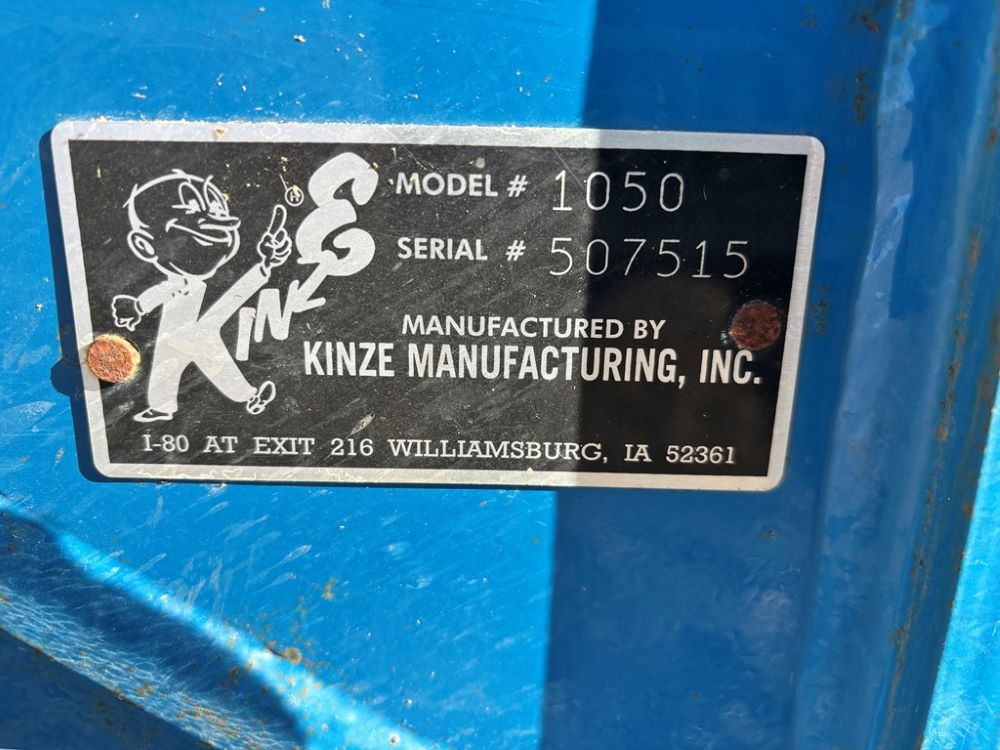 KINZE ®
MODEL # 1050
SERIAL # 507515
MANUFACTURED BY
KINZE MANUFACTURING, INC.
I-80 AT EXIT 216 WILLIAMSBURG, IA 52361